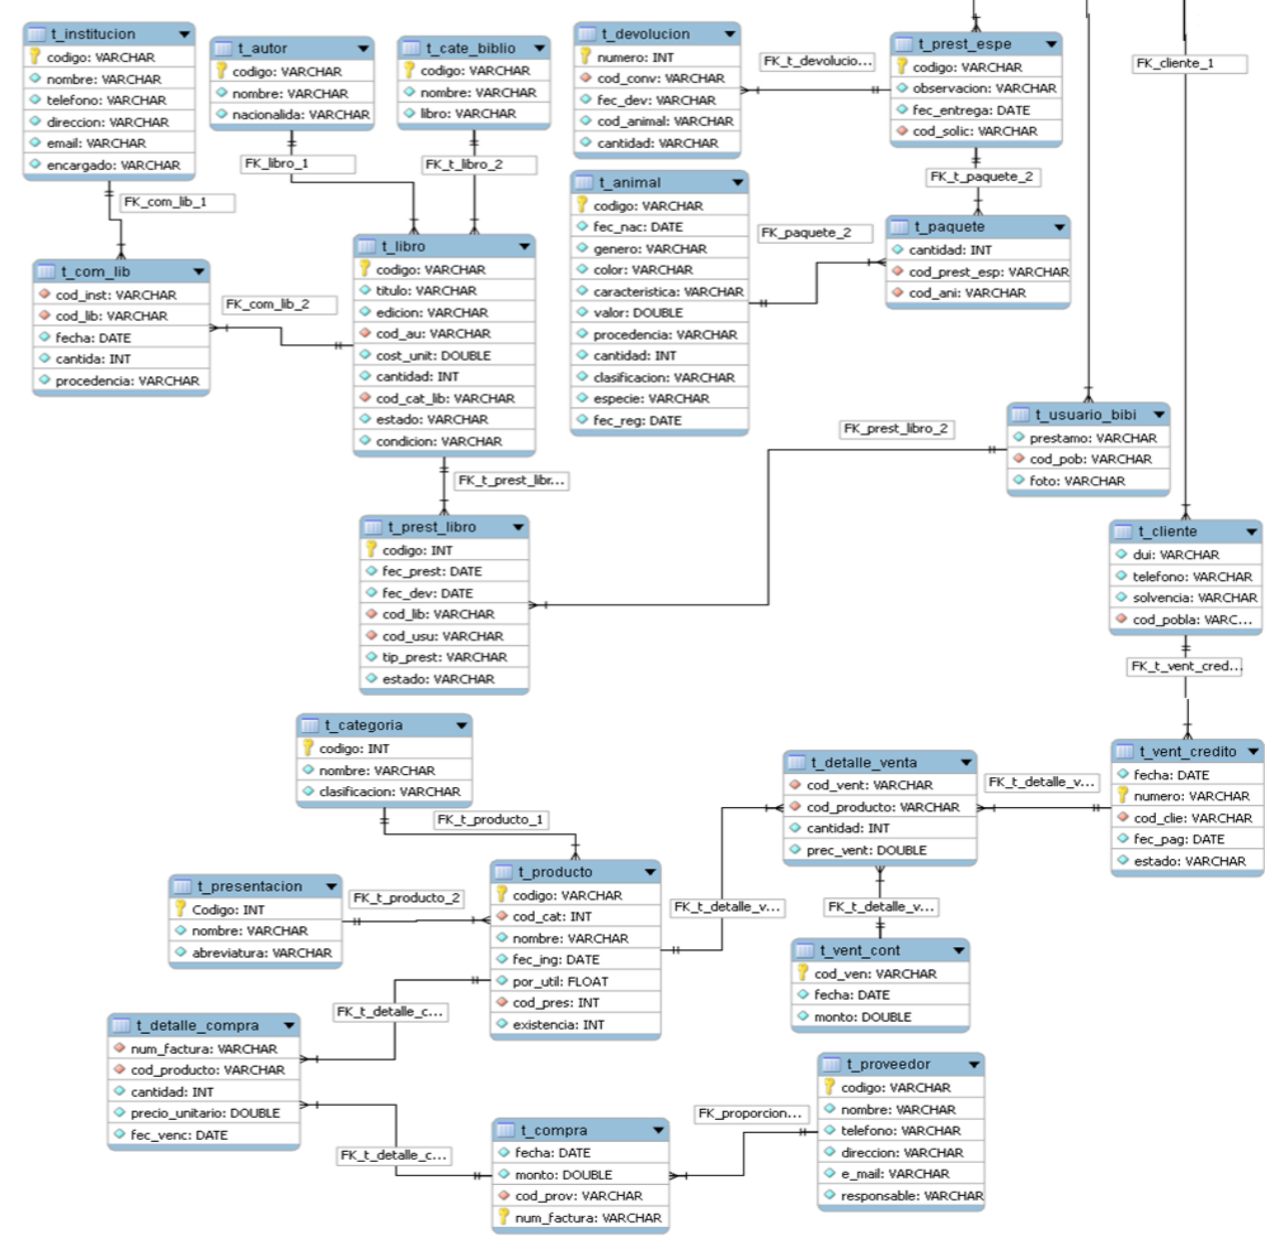 t_institucion
codigo: VARCHAR
nombre: VARCHAR
telefono: VARCHAR
direccion: VARCHAR
email: VARCHAR
encargado: VARCHAR
t_autor
codigo: VARCHAR
nombre: VARCHAR
nacionalida: VARCHAR
t_cate_biblio
codigo: VARCHAR
nombre: VARCHAR
libro: VARCHAR
t_devolucion
numero: INT
cod_conv: VARCHAR
fec_dev: VARCHAR
cod_animal: VARCHAR
cantidad: VARCHAR
FK_t_devolucio...
t_prest_espe
codigo: VARCHAR
observacion: VARCHAR
fec_entrega: DATE
cod_solic: VARCHAR
FK_cliente_1
FK_libro_1
FK_t_libro_2
FK_com_lib_1
FK_t_paquete_2
t_animal
codigo: VARCHAR
fec_nac: DATE
genero: VARCHAR
color: VARCHAR
caracteristica: VARCHAR
valor: DOUBLE
procedencia: VARCHAR
cantidad: INT
clasificacion: VARCHAR
especie: VARCHAR
fec_reg: DATE
FK_paquete_2
t_paquete
cantidad: INT
cod_prest_esp: VARCHAR
cod_ani: VARCHAR
t_com_lib
cod_inst: VARCHAR
cod_lib: VARCHAR
fecha: DATE
cantida: INT
procedencia: VARCHAR
FK_com_lib_2
t_libro
codigo: VARCHAR
titulo: VARCHAR
edicion: VARCHAR
cod_au: VARCHAR
cost_unit: DOUBLE
cantidad: INT
cod_cat_lib: VARCHAR
estado: VARCHAR
condicion: VARCHAR
FK_prest_libro_2
t_usuario_bibi
prestamo: VARCHAR
cod_pob: VARCHAR
foto: VARCHAR
FK_t_prest_libr...
t_prest_libro
codigo: INT
fec_prest: DATE
fec_dev: DATE
cod_lib: VARCHAR
cod_usu: VARCHAR
tip_prest: VARCHAR
estado: VARCHAR
t_cliente
dui: VARCHAR
telefono: VARCHAR
solvencia: VARCHAR
cod_pobla: VARC...
FK_t_vent_cred...
t_categoria
codigo: INT
nombre: VARCHAR
clasificacion: VARCHAR
FK_t_producto_1
t_detalle_venta
cod_vent: VARCHAR
cod_producto: VARCHAR
cantidad: INT
prec_vent: DOUBLE
FK_t_detalle_v...
t_vent_credito
fecha: DATE
numero: VARCHAR
cod_clie: VARCHAR
fec_pag: DATE
estado: VARCHAR
t_presentacion
Codigo: INT
nombre: VARCHAR
abreviatura: VARCHAR
FK_t_producto_2
t_producto
codigo: VARCHAR
cod_cat: INT
nombre: VARCHAR
fec_ing: DATE
por_util: FLOAT
cod_pres: INT
existencia: INT
FK_t_detalle_v...
FK_t_detalle_v...
t_vent_cont
cod_ven: VARCHAR
fecha: DATE
monto: DOUBLE
FK_t_detalle_c...
t_detalle_compra
num_factura: VARCHAR
cod_producto: VARCHAR
cantidad: INT
precio_unitario: DOUBLE
fec_venc: DATE
FK_t_detalle_c...
t_compra
fecha: DATE
monto: DOUBLE
cod_prov: VARCHAR
num_factura: VARCHAR
FK_proporcion...
t_proveedor
codigo: VARCHAR
nombre: VARCHAR
telefono: VARCHAR
direccion: VARCHAR
e_mail: VARCHAR
responsable: VARCHAR